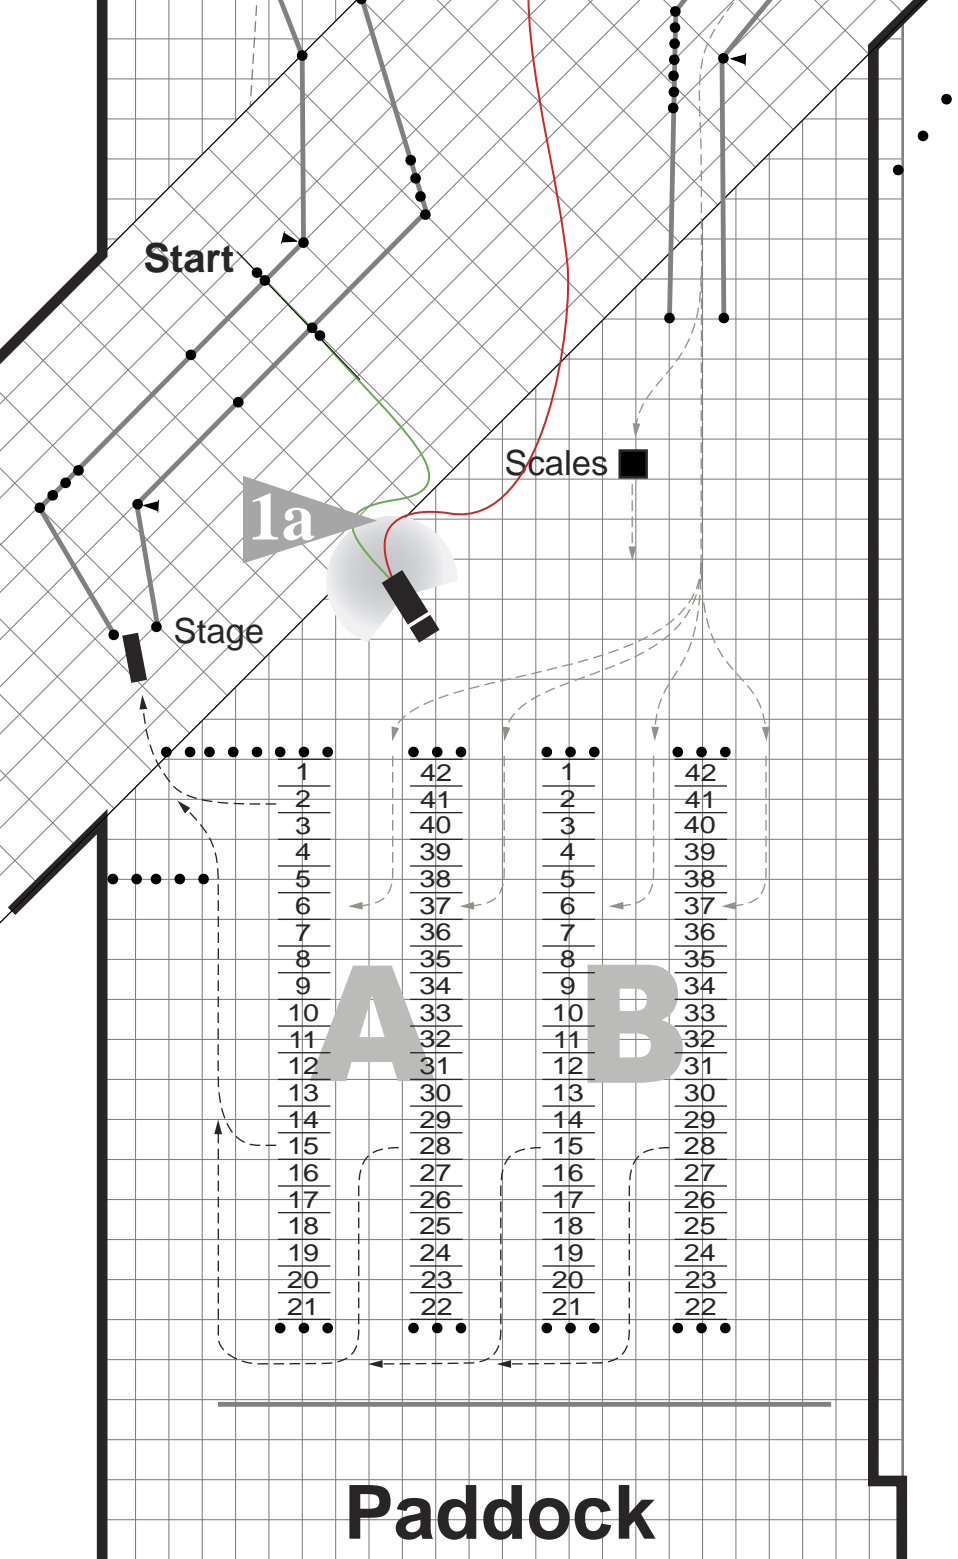 Start
Scales
1a
Stage
1 42 1 42
2 41 2 41
3 40 3 40
4 39 4 39
5 38 5 38
6 37 6 37
7 36 7 36
8 35 8 35
9 34 9 34
10 33 10 33
11 32 11 32
12 31 12 31
13 30 13 30
14 29 14 29
15 28 15 28
16 27 16 27
17 26 17 26
18 25 18 25
19 24 19 24
20 23 20 23
21 22 21 22
A B
Paddock